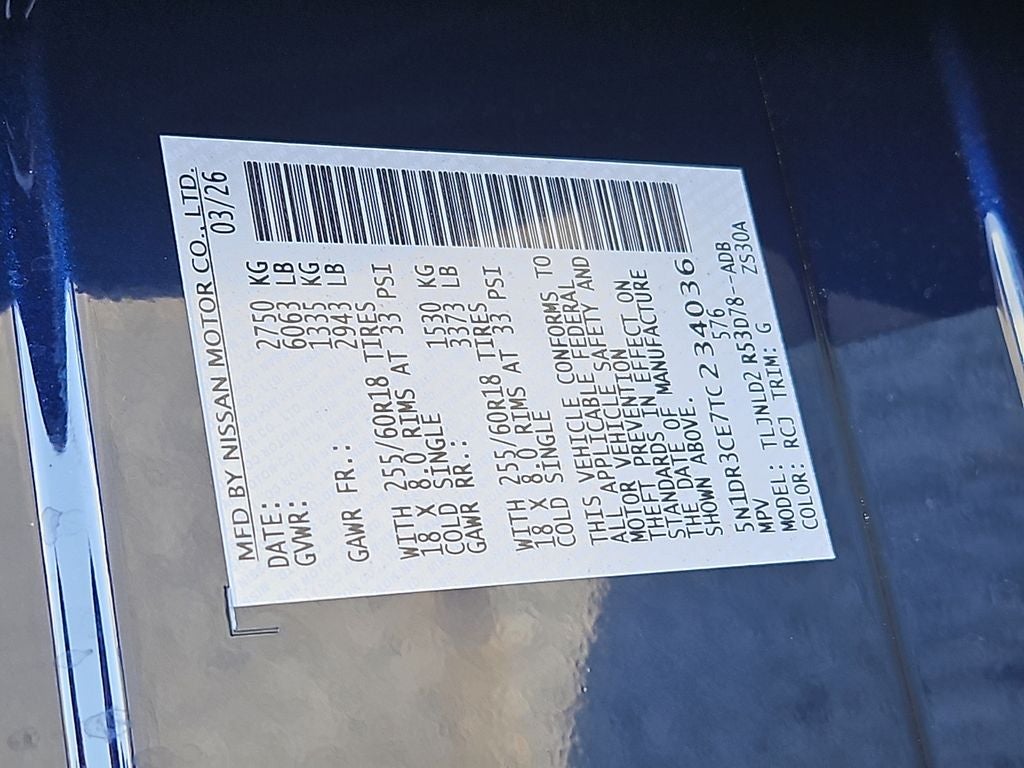 MFD BY NISSAN MOTOR CO., LTD.
DATE: 03/26
GVWR: 2750 KG
6063 LB
GAWR FR.: 1335 KG
2943 LB
WITH 255/60R18 TIRES
18 X 8.0 RIMS AT 33 PSI
COLD SINGLE
GAWR RR.: 1530 KG
3373 LB
WITH 255/60R18 TIRES
18 X 8.0 RIMS AT 33 PSI
COLD SINGLE
THIS VEHICLE CONFORMS TO
ALL APPLICABLE FEDERAL
MOTOR VEHICLE SAFETY AND
THEFT PREVENTION
STANDARDS IN EFFECT ON
THE DATE OF MANUFACTURE
SHOWN ABOVE.
5N1DR3CE7TC234036
MPV 576
MODEL: TLJNLD2 R53D78--ADB
COLOR: RCJ TRIM: G ZS30A